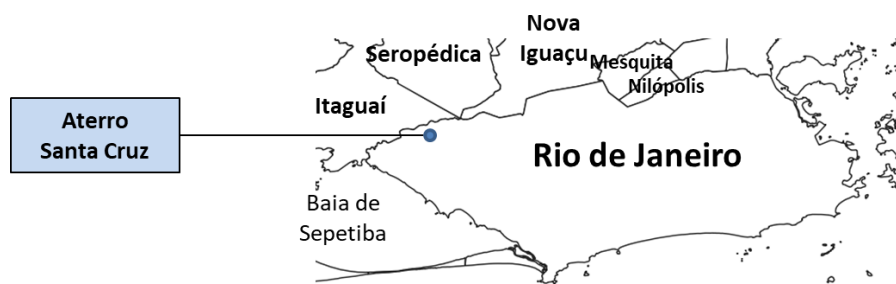 Nova
Iguaçu
Seropédica
Mesquita
Nilópolis
Itaguaí
Aterro
Santa Cruz
Rio de Janeiro
Baia de
Sepetiba